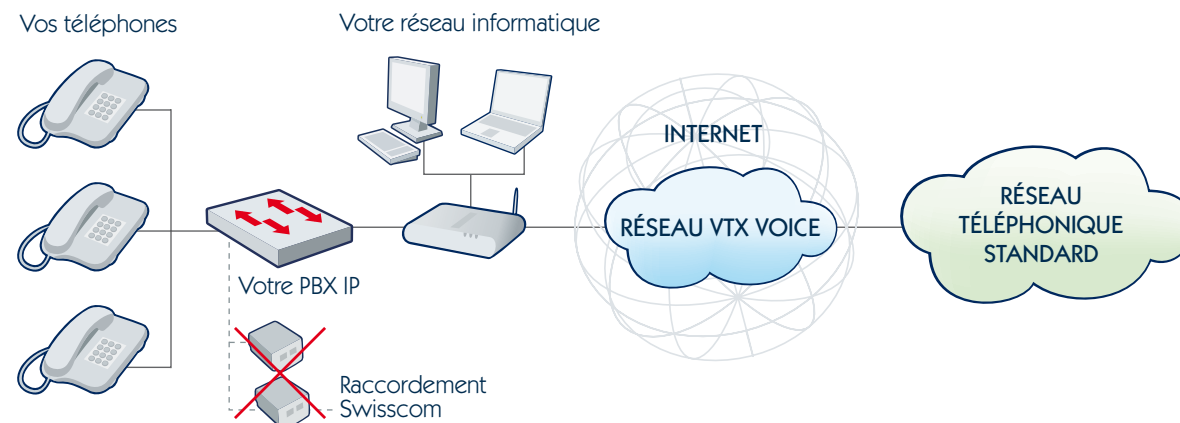 Vos téléphones
Votre réseau informatique
INTERNET
RÉSEAU VTX VOICE
RÉSEAU
TÉLÉPHONIQUE
STANDARD
Votre PBX IP
Raccordement
Swisscom